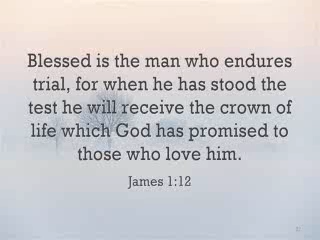 Blessed is the man who endures
trial, for when he has stood the
test he will receive the crown of
life which God has promised to
those who love him.
James 1:12